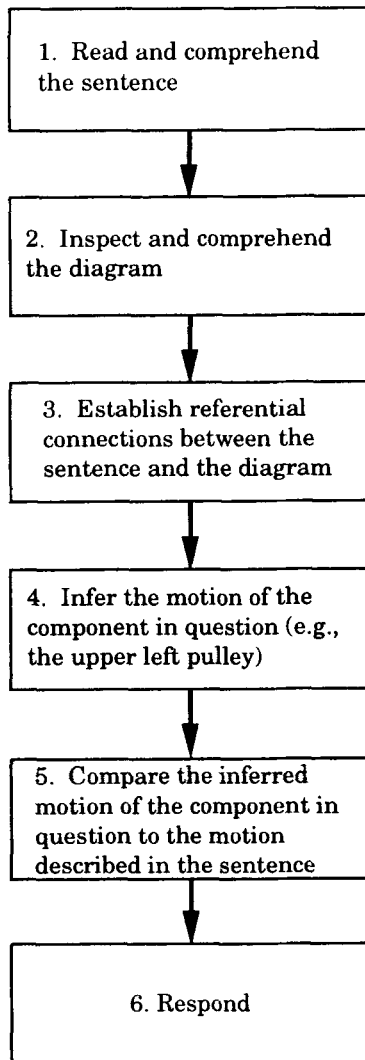 1. Read and comprehend
the sentence
2. Inspect and comprehend
the diagram
3. Establish referential
connections between the
sentence and the diagram
4. Infer the motion of the
component in question (e.g.,
the upper left pulley)
5. Compare the inferred
motion of the component in
question to the motion
described in the sentence
6. Respond